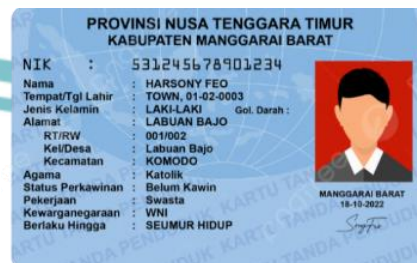 PROVINSI NUSA TENGGARA TIMUR
KABUPATEN MANGGARAI BARAT
NIK : 531245678901234
Nama : HARSONY FEO
Tempat/Tgl Lahir : TOWN, 01-02-0003
Jenis Kelamin : LAKI-LAKI Gol. Darah :
Alamat : LABUAN BAJO
RT/RW : 001/002
Kel/Desa : Labuan Bajo
Kecamatan : KOMODO
Agama : Katolik
Status Perkawinan : Belum Kawin
Pekerjaan : Swasta
Kewarganegaraan : WNI
Berlaku Hingga : SEUMUR HIDUP
MANGGARAI BARAT
18-10-2022